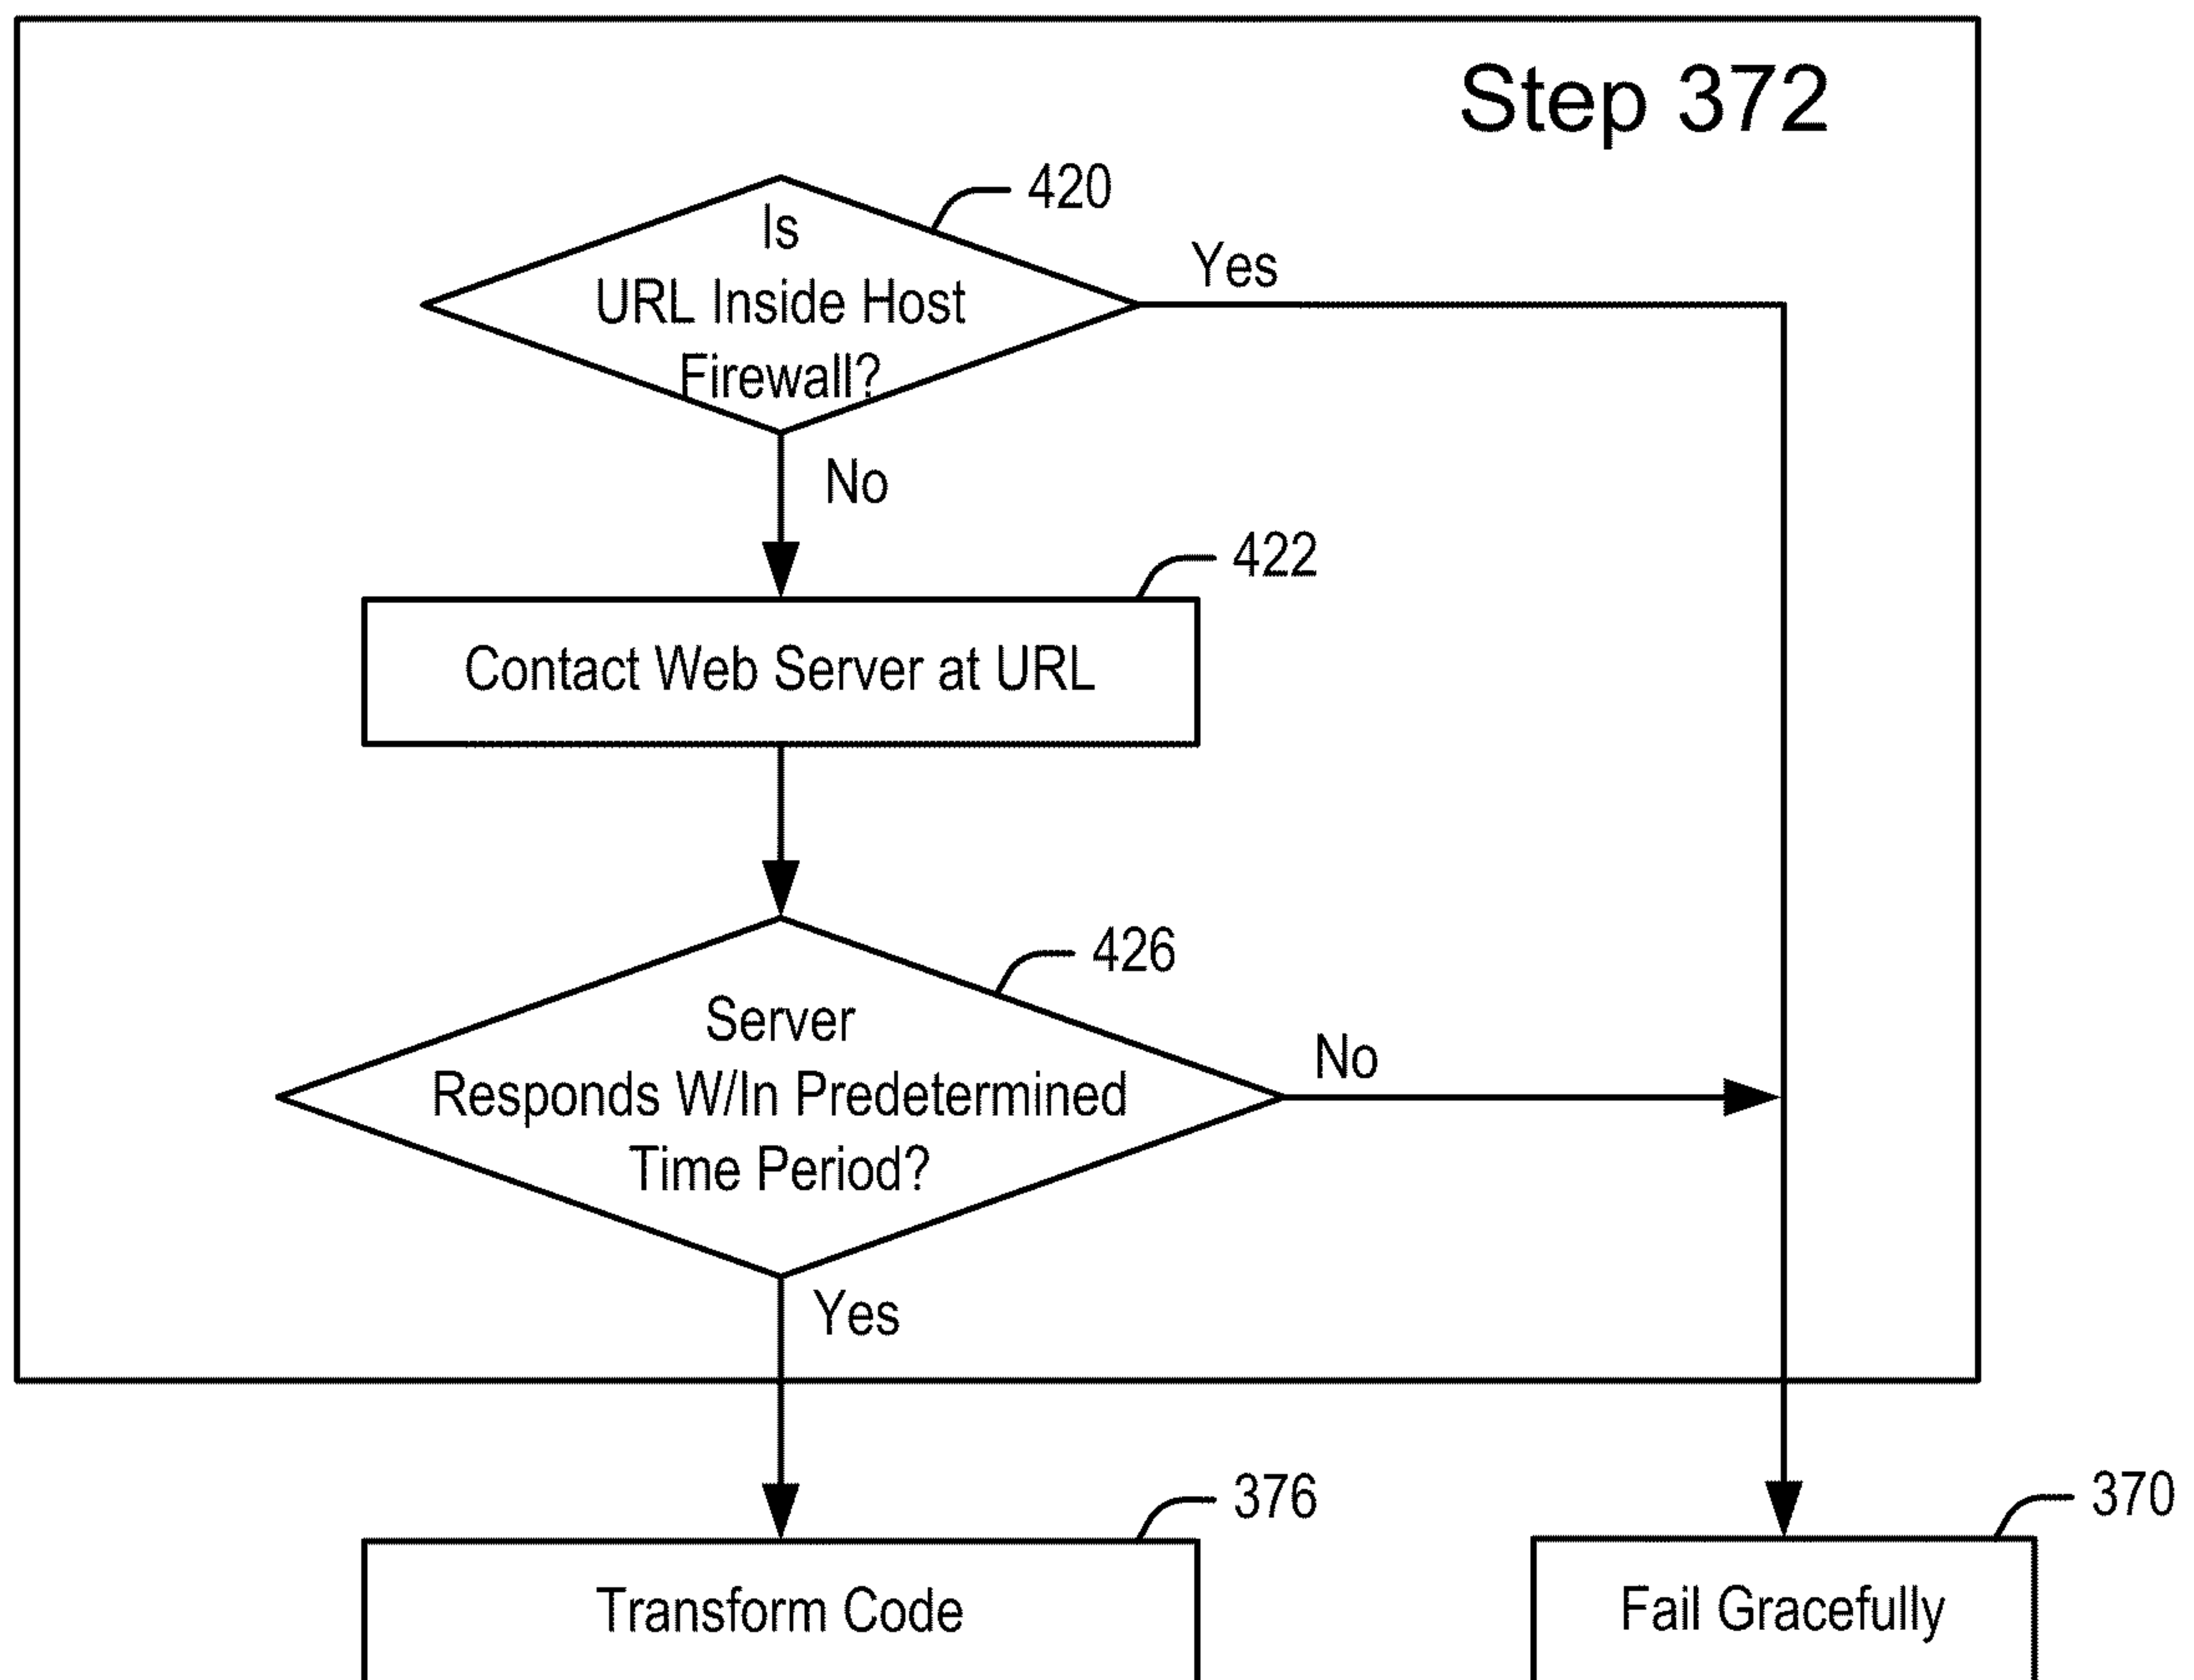 Step 372
420
Is
URL Inside Host
Firewall?
Yes
No
422
Contact Web Server at URL
426
Server
Responds W/In Predetermined
Time Period?
No
Yes
376
Transform Code
370
Fail Gracefully